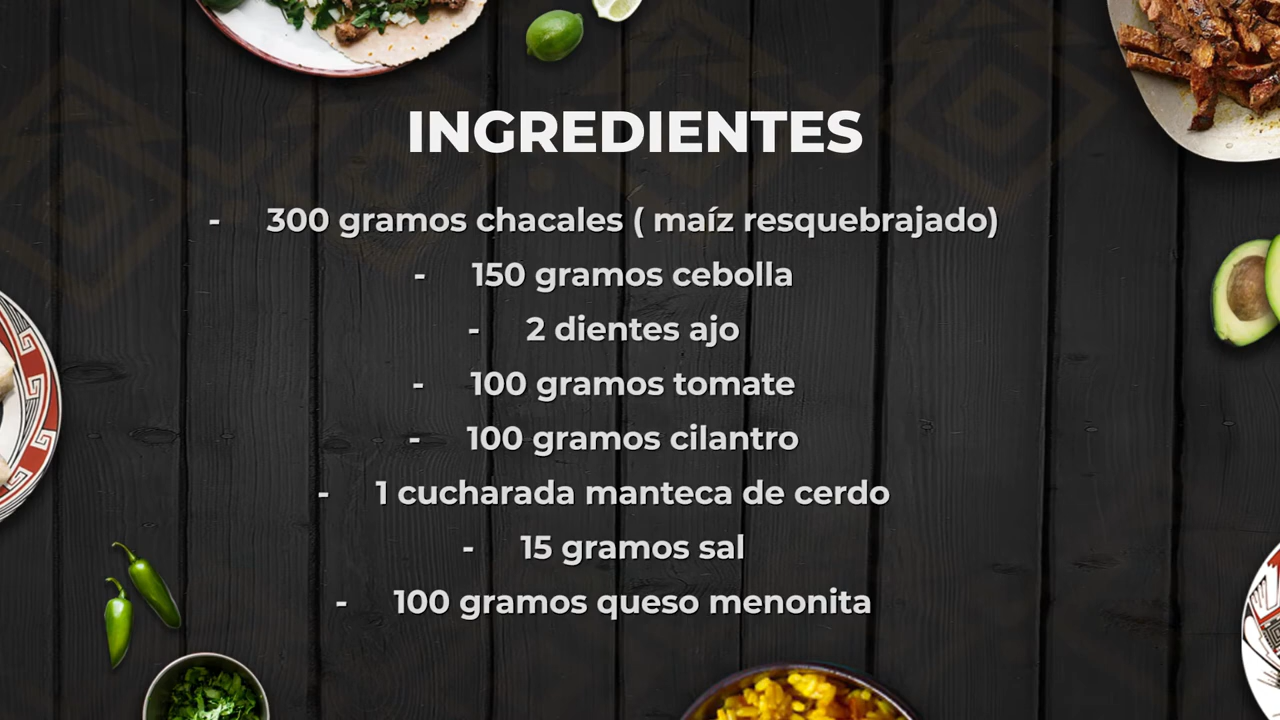 INGREDIENTES
- 300 gramos chacales ( maíz resquebrajado)
- 150 gramos cebolla
- 2 dientes ajo
- 100 gramos tomate
- 100 gramos cilantro
- 1 cucharada manteca de cerdo
- 15 gramos sal
- 100 gramos queso menonita